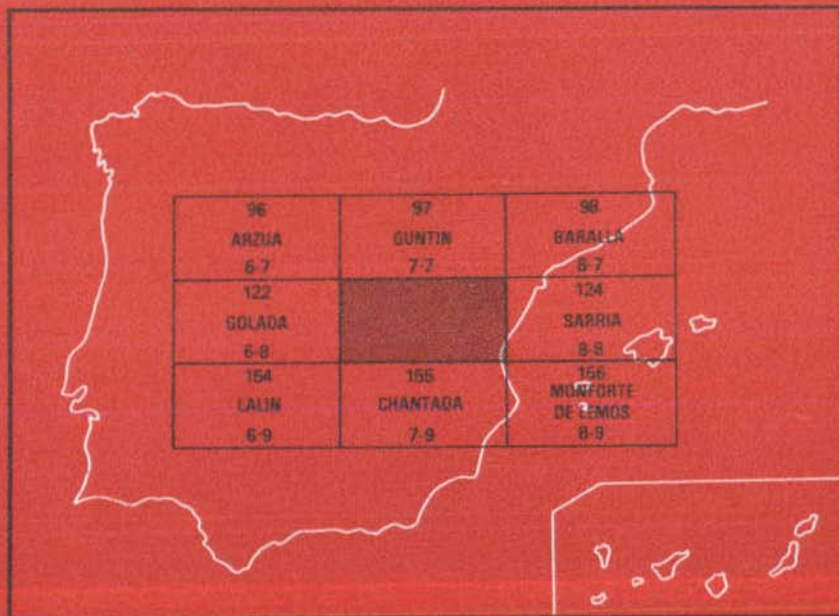 96
ARZUA
6-7
97
GUNTIN
7-7
98
BARALLA
8-7
122
GOLADA
6-8
124
SARRIA
8-8
154
LALIN
6-9
155
CHANTADA
7-9
156
MONFORTE
DE LEMOS
8-9